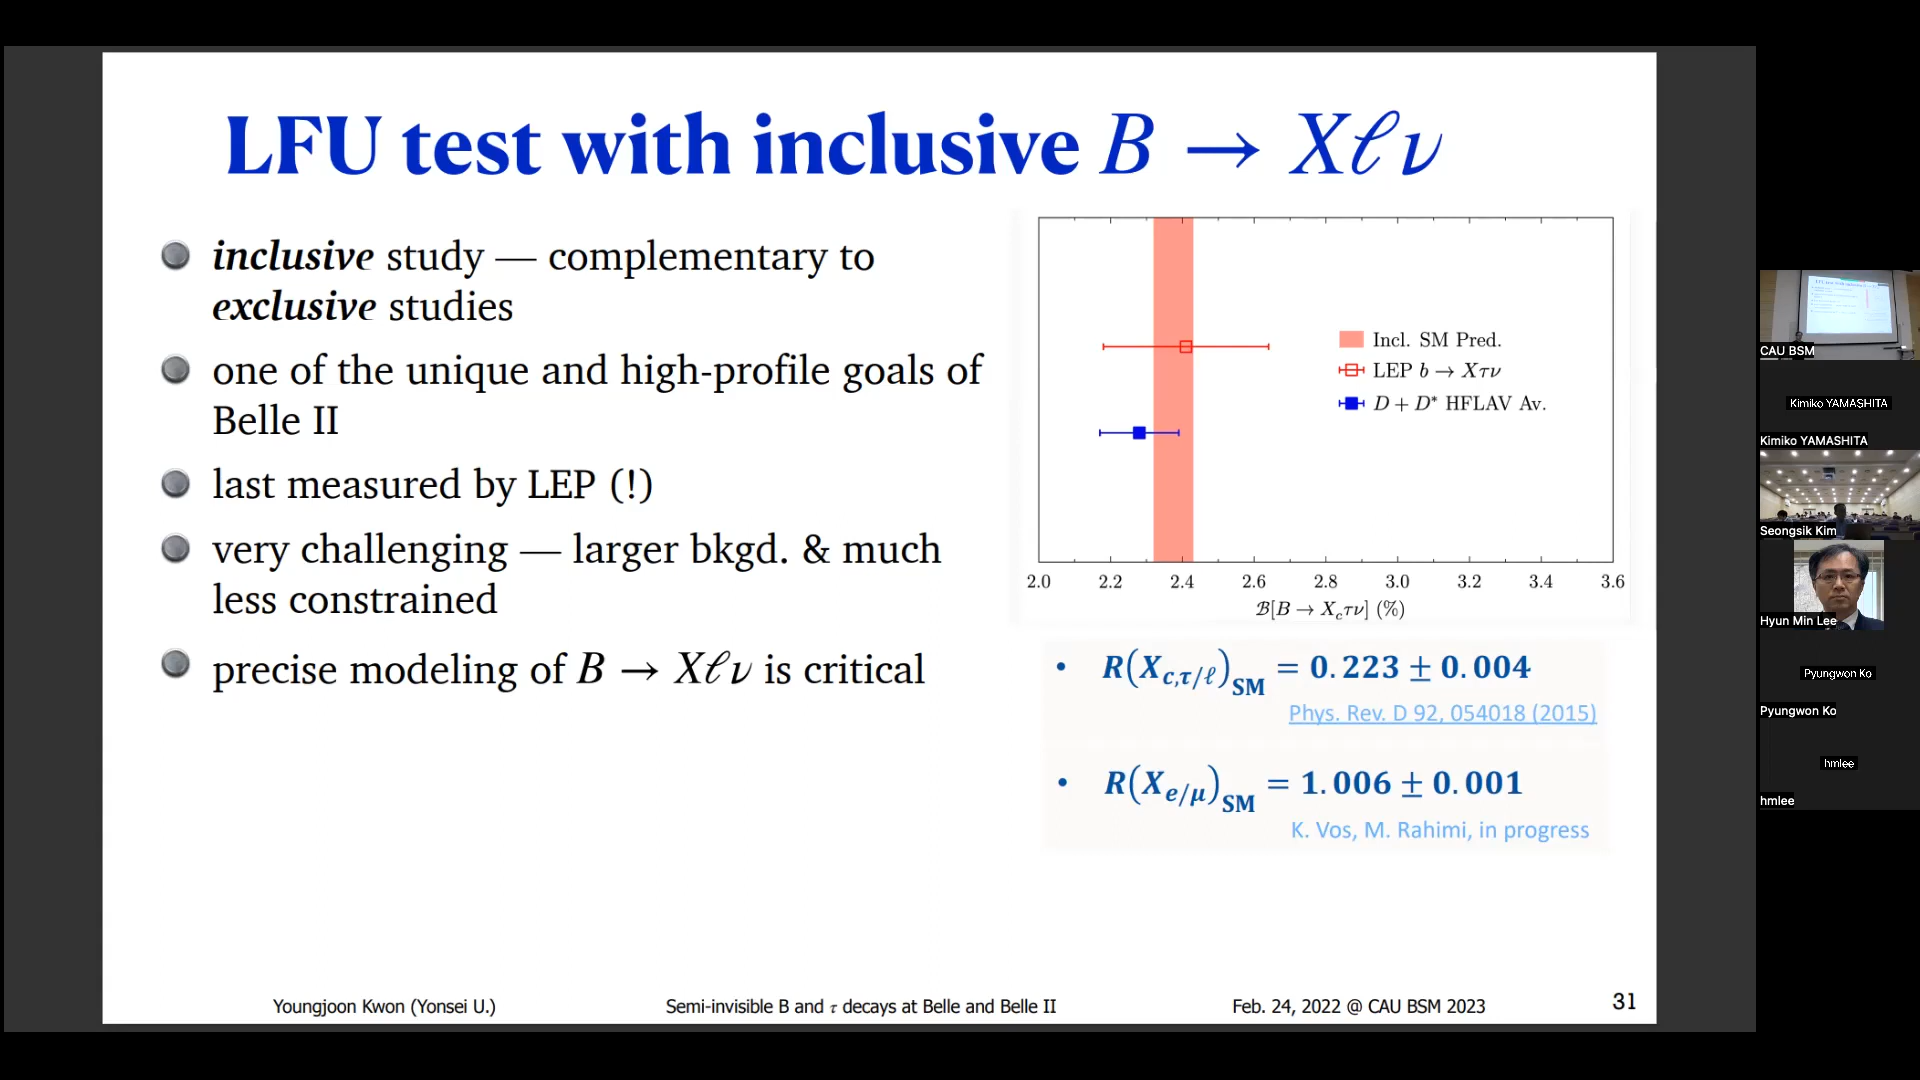 LFU test with inclusive B → Xℓν
inclusive study — complementary to
exclusive studies
one of the unique and high-profile goals of
Belle II
last measured by LEP (!)
very challenging — larger bkgd. & much
less constrained
precise modeling of B → Xℓν is critical
Incl. SM Pred.
LEP b → Xτν
D + D* HFLAV Av.
2.0 2.2 2.4 2.6 2.8 3.0 3.2 3.4 3.6
ℬ[B → X_cτν] (%)
• R(X_{c,τ/ℓ})_SM = 0.223 ± 0.004
Phys. Rev. D 92, 054018 (2015)
• R(X_{e/μ})_SM = 1.006 ± 0.001
K. Vos, M. Rahimi, in progress
Youngjoon Kwon (Yonsei U.)
Semi-invisible B and τ decays at Belle and Belle II
Feb. 24, 2022 @ CAU BSM 2023
31
CAU BSM
Kimiko YAMASHITA
Kimiko YAMASHITA
Seongsik Kim
Hyun Min Lee
Pyungwon Ko
Pyungwon Ko
hmlee
hmlee